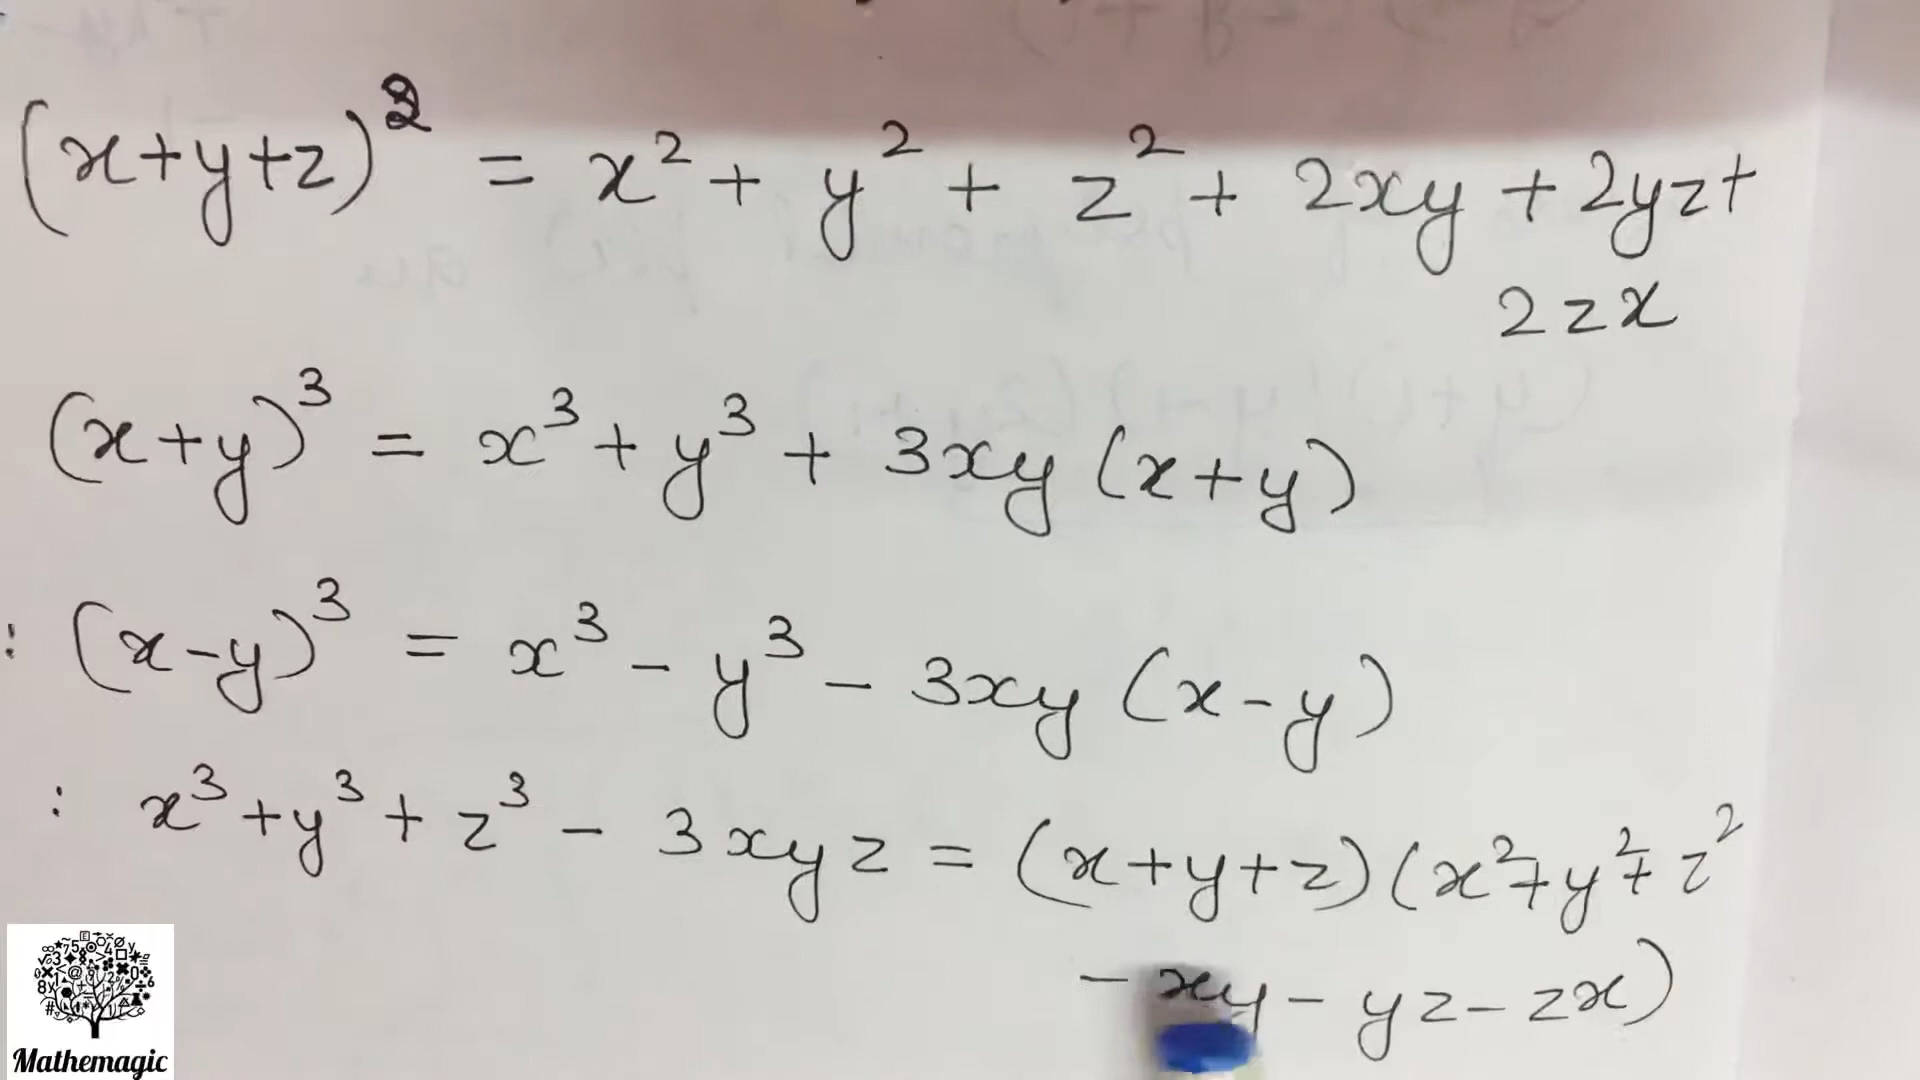 (x+y+z)² = x² + y² + z² + 2xy + 2yz +
2zx
(x+y)³ = x³ + y³ + 3xy (x+y)
: (x-y)³ = x³ - y³ - 3xy (x-y)
: x³+y³+z³ - 3xyz = (x+y+z)(x²+y²+z²
- xy - yz - zx)
Mathemagic